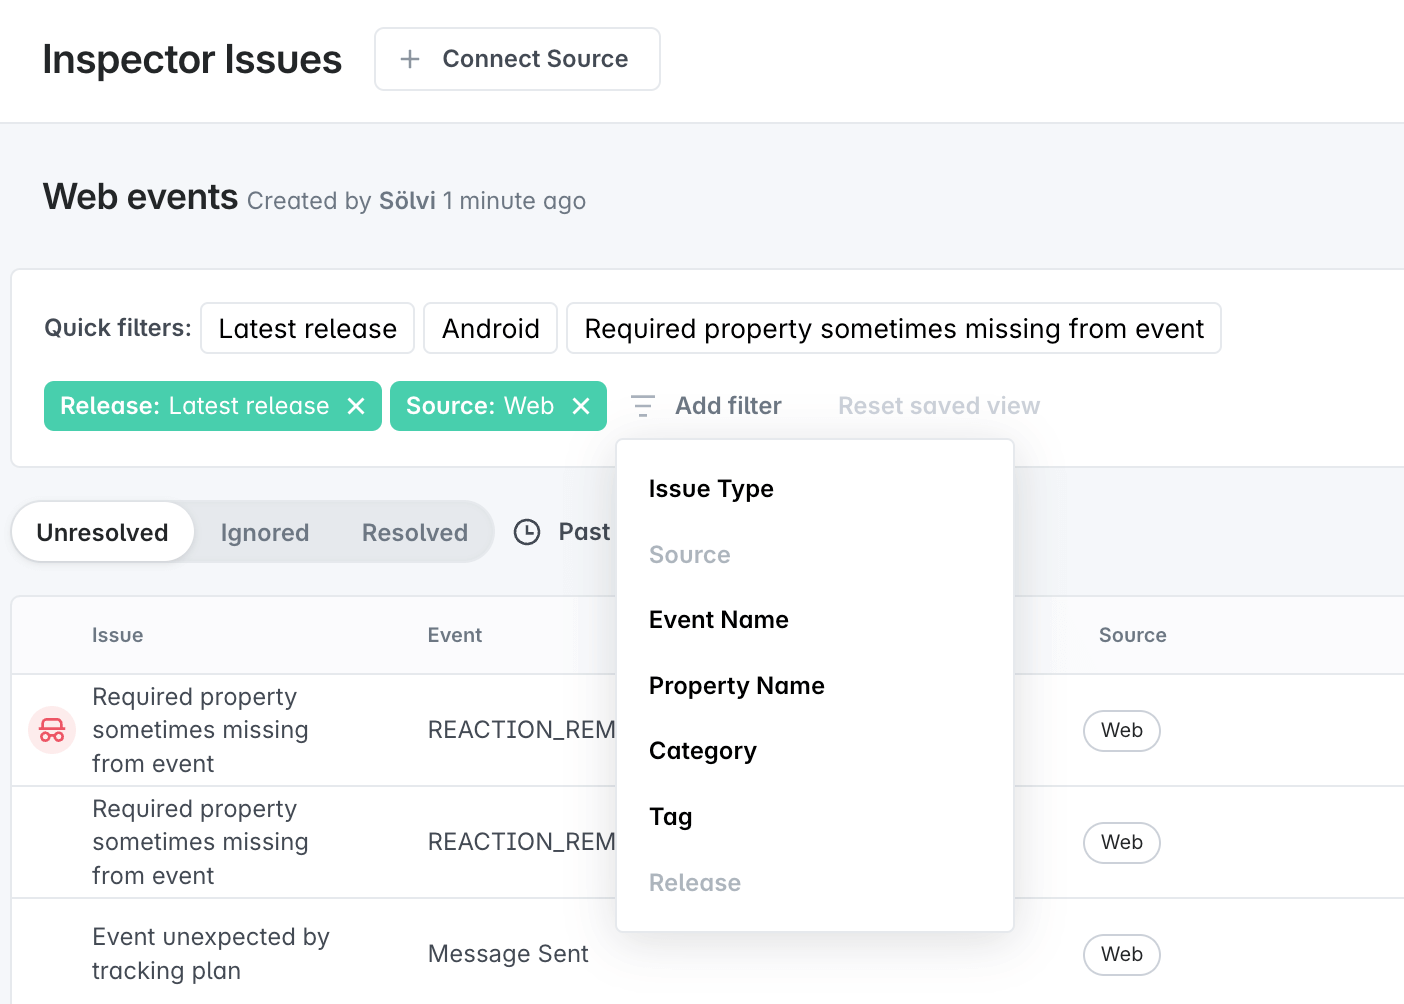 Inspector Issues
Connect Source
Web events Created by Sölvi 1 minute ago
Quick filters: Latest release Android Required property sometimes missing from event
Release: Latest release Source: Web Add filter Reset saved view
Issue Type
Source
Event Name
Property Name
Category
Tag
Release
Unresolved Ignored Resolved Past
Issue Event Source
Required property
sometimes missing
from event
REACTION_REM
Web
Required property
sometimes missing
from event
REACTION_REM
Web
Event unexpected by
tracking plan
Message Sent
Web